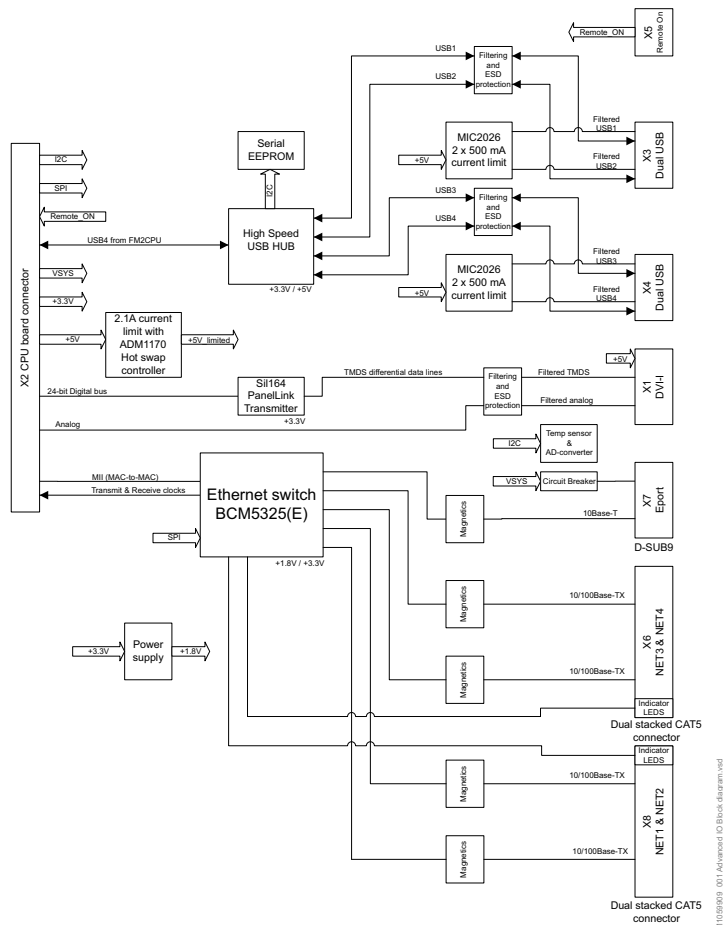 X5
Remote On
Remote_ON
USB1
USB2
Filtering
and
ESD
protection
Filtered
USB1
Filtered
USB2
X3
Dual USB
MIC2026
2 x 500 mA
current limit
+5V
Serial
EEPROM
I2C
USB3
USB4
Filtering
and
ESD
protection
High Speed
USB HUB
+3.3V / +5V
MIC2026
2 x 500 mA
current limit
+5V
Filtered
USB3
Filtered
USB4
X4
Dual USB
X2 CPU board connector
I2C
SPI
Remote_ON
USB4 from FM2CPU
VSYS
+3.3V
+5V
2.1A current
limit with
ADM1170
Hot swap
controller
+5V_limited
24-bit Digital bus
Sil164
PanelLink
Transmitter
+3.3V
TMDS differential data lines
Filtering
and
ESD
protection
Filtered TMDS
Filtered analog
+5V
X1
DVI-I
Analog
I2C
Temp sensor
&
AD-converter
VSYS
Circuit Breaker
X7
Eport
D-SUB9
MII (MAC-to-MAC)
Transmit & Receive clocks
Ethernet switch
BCM5325(E)
+1.8V / +3.3V
SPI
Magnetics
10Base-T
Magnetics
10/100Base-TX
Magnetics
10/100Base-TX
X6
NET3 & NET4
Indicator
LEDS
Dual stacked CAT5
connector
+3.3V
Power
supply
+1.8V
Indicator
LEDS
Magnetics
10/100Base-TX
Magnetics
10/100Base-TX
X8
NET1 & NET2
Dual stacked CAT5
connector
11059909_001 Advanced IO Block diagram.vsd